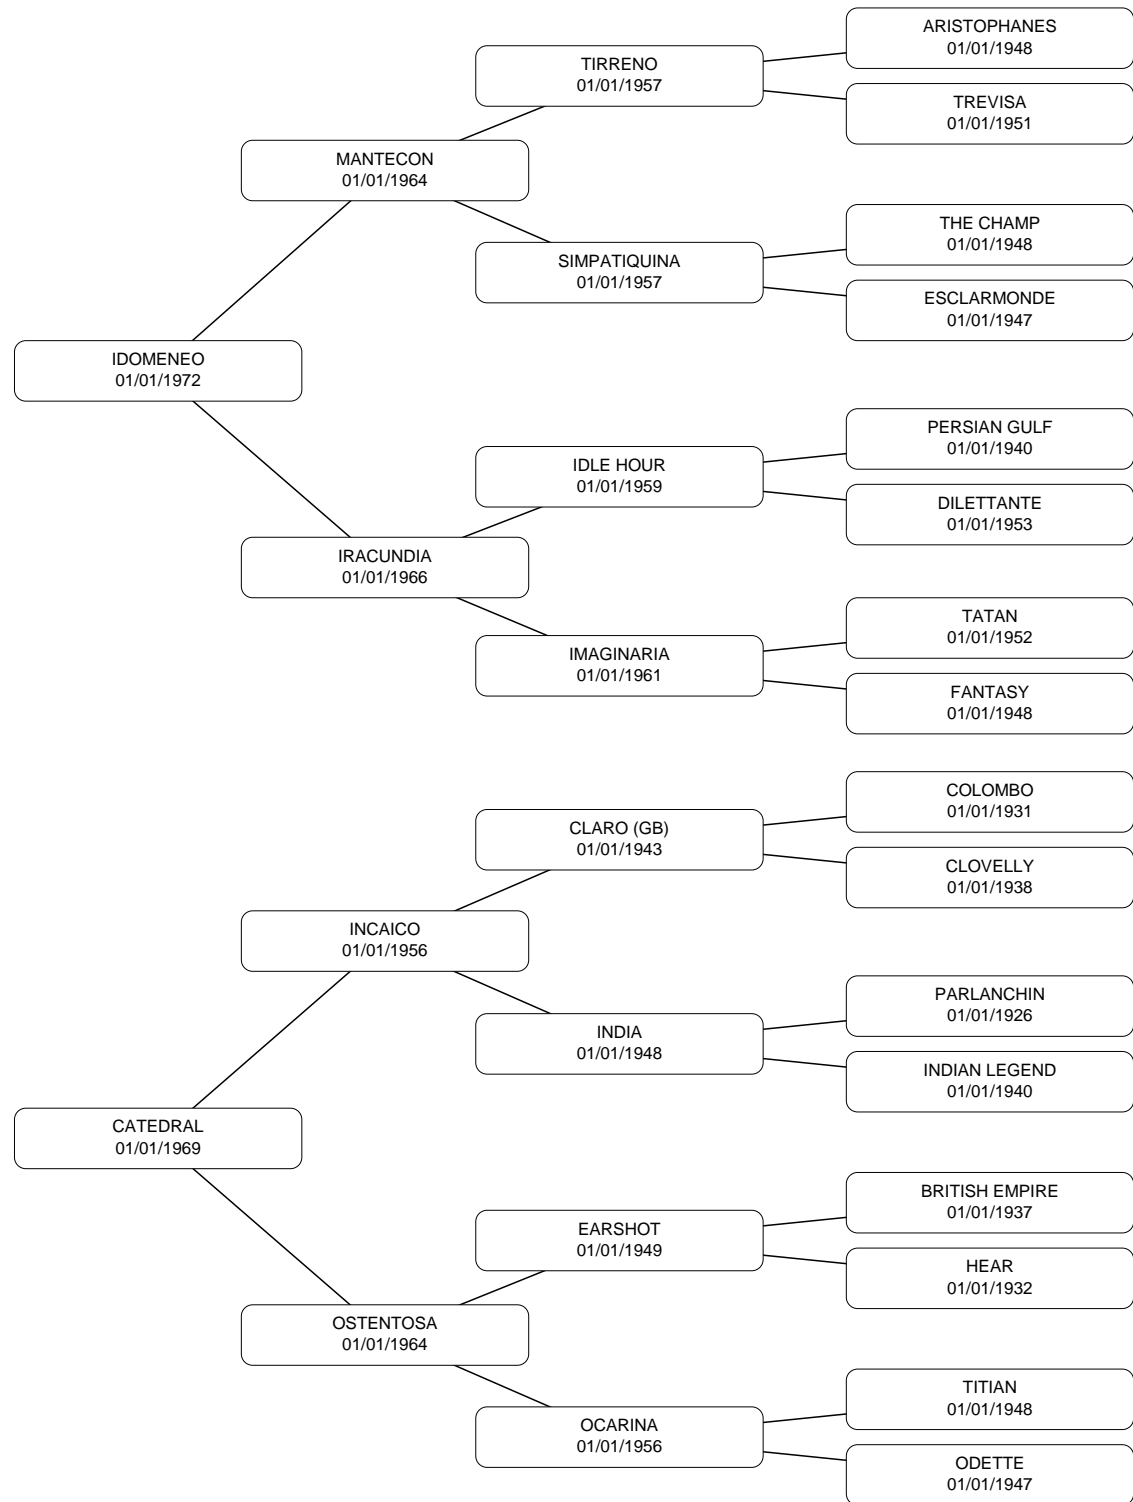 ARISTOPHANES
01/01/1948
TIRRENO
01/01/1957
TREVISA
01/01/1951
MANTECON
01/01/1964
THE CHAMP
01/01/1948
SIMPATIQUINA
01/01/1957
ESCLARMONDE
01/01/1947
IDOMENEO
01/01/1972
PERSIAN GULF
01/01/1940
IDLE HOUR
01/01/1959
DILETTANTE
01/01/1953
IRACUNDIA
01/01/1966
TATAN
01/01/1952
IMAGINARIA
01/01/1961
FANTASY
01/01/1948
COLOMBO
01/01/1931
CLARO (GB)
01/01/1943
CLOVELLY
01/01/1938
INCAICO
01/01/1956
PARLANCHIN
01/01/1926
INDIA
01/01/1948
INDIAN LEGEND
01/01/1940
CATEDRAL
01/01/1969
BRITISH EMPIRE
01/01/1937
EARSHOT
01/01/1949
HEAR
01/01/1932
OSTENTOSA
01/01/1964
TITIAN
01/01/1948
OCARINA
01/01/1956
ODETTE
01/01/1947